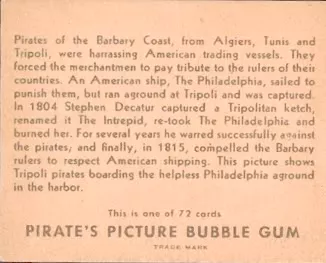 Pirates of the Barbary Coast, from Algiers, Tunis and
Tripoli, were harassing American trading vessels. They
forced the merchantmen to pay tribute to the rulers of their
countries. An American ship, The Philadelphia, sailed to
punish them, but ran aground at Tripoli and was captured.
In 1804 Stephen Decatur captured a Tripolitan ketch,
renamed it The Intrepid, re-took The Philadelphia and
burned her. For several years he warred successfully against
the pirates, and finally, in 1815, compelled the Barbary
rulers to respect American shipping. This picture shows
Tripoli pirates boarding the helpless Philadelphia aground
in the harbor.
This is one of 72 cards
PIRATE'S PICTURE BUBBLE GUM
TRADE MARK